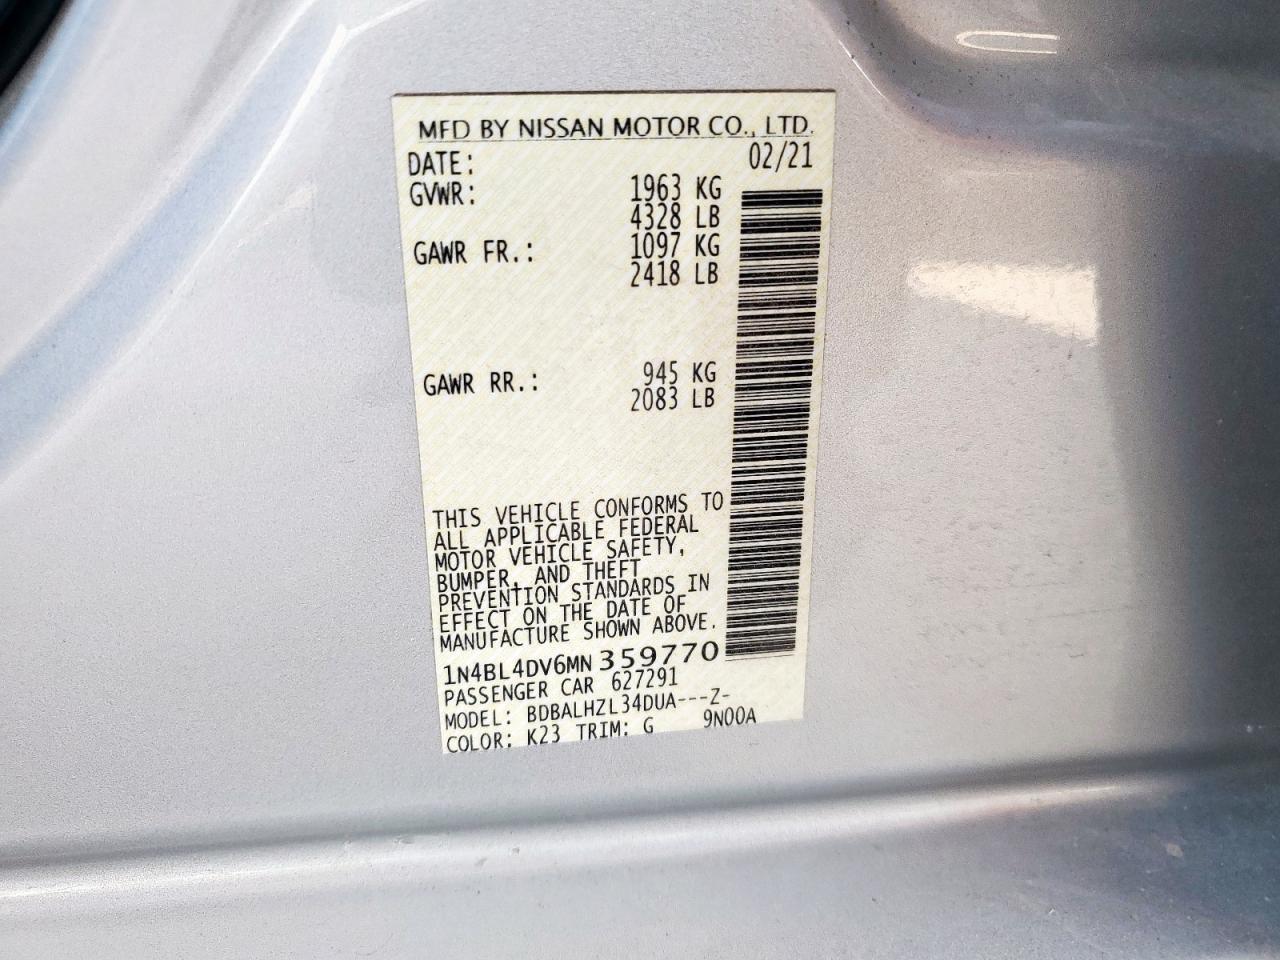 MFD BY NISSAN MOTOR CO., LTD.
DATE: 02/21
GVWR: 1963 KG
4328 LB
GAWR FR.: 1097 KG
2418 LB
GAWR RR.: 945 KG
2083 LB
THIS VEHICLE CONFORMS TO
ALL APPLICABLE FEDERAL
MOTOR VEHICLE SAFETY,
BUMPER, AND THEFT
PREVENTION STANDARDS IN
EFFECT ON THE DATE OF
MANUFACTURE SHOWN ABOVE.
1N4BL4DV6MN359770
PASSENGER CAR 627291
MODEL: BDBALHZL34DUA---Z-
COLOR: K23 TRIM: G 9N00A